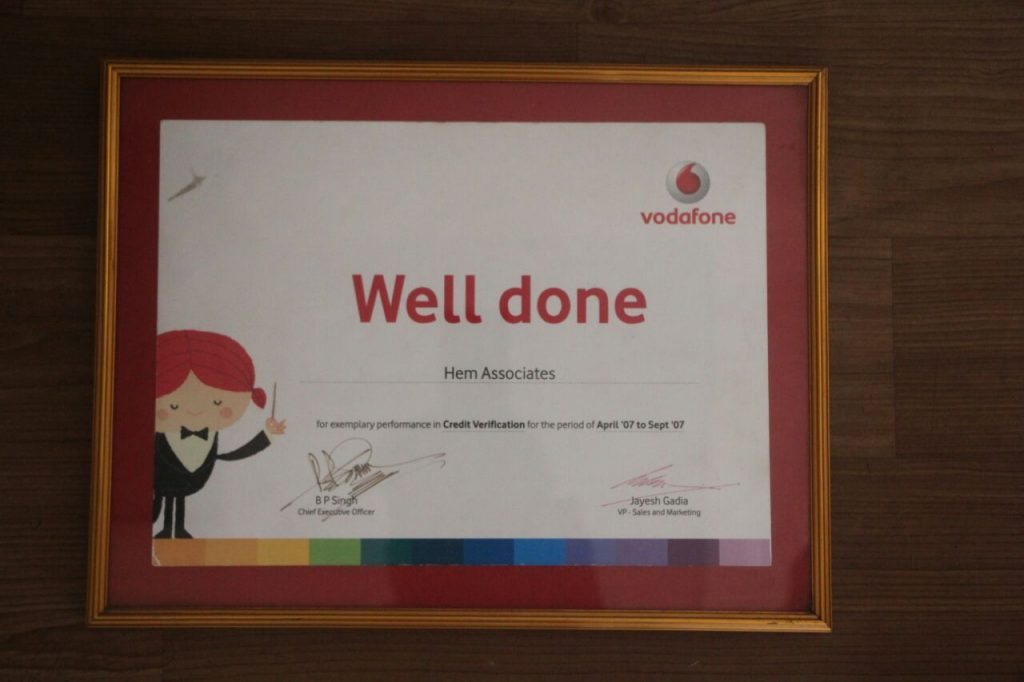 vodafone
Well done
Hem Associates
for exemplary performance in Credit Verification for the period of April '07 to Sept '07
B P Singh
Chief Executive Officer
Jayesh Gadia
VP - Sales and Marketing